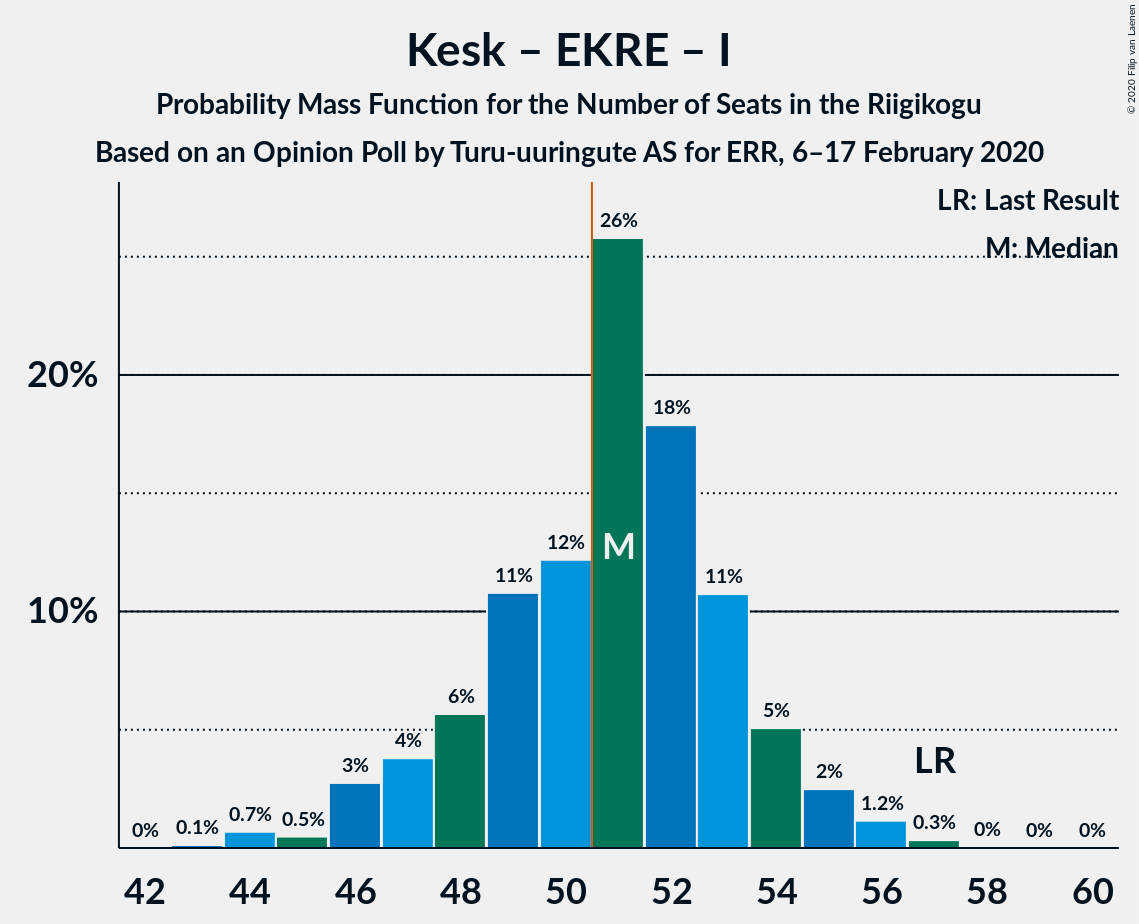 Kesk – EKRE – I
Probability Mass Function for the Number of Seats in the Riigikogu
Based on an Opinion Poll by Turu-uuringute AS for ERR, 6–17 February 2020
© 2020 Filip van Laenen
LR: Last Result
M: Median
20%
10%
0%
0.1%
0.7%
0.5%
3%
4%
6%
11%
12%
26%
18%
11%
5%
2%
1.2%
0.3%
0%
0%
0%
M
LR
42 44 46 48 50 52 54 56 58 60